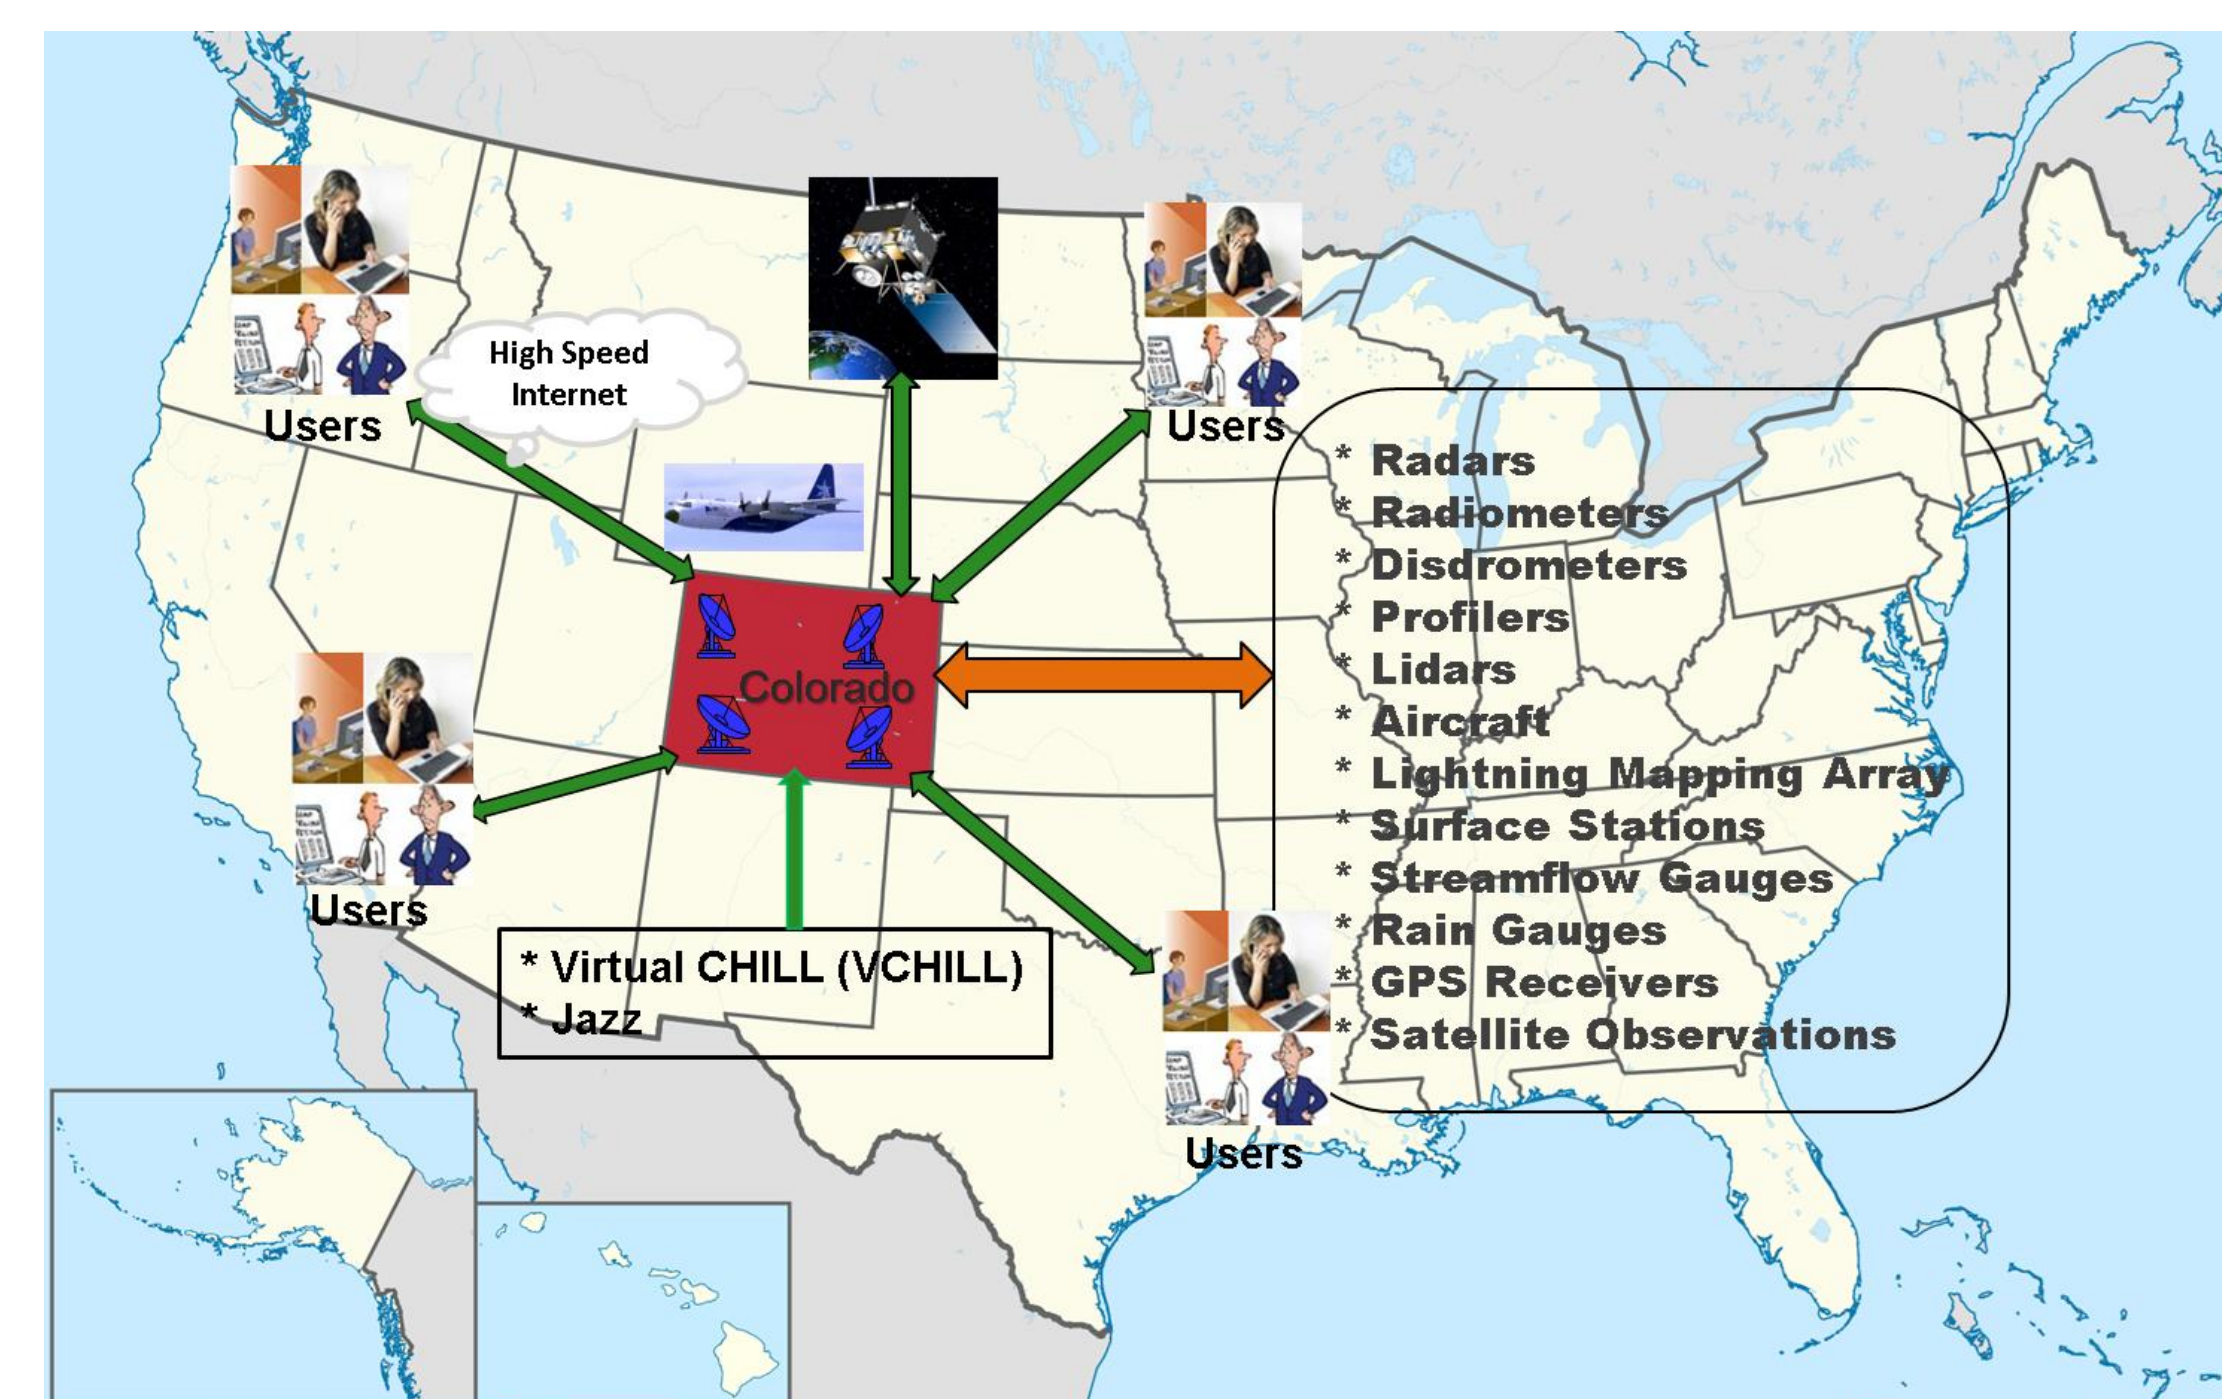 High Speed
Internet
Users
Users
* Radars
* Radiometers
* Disdrometers
* Profilers
* Lidars
* Aircraft
* Lightning Mapping Array
* Surface Stations
* Streamflow Gauges
* Rain Gauges
* GPS Receivers
* Satellite Observations
Colorado
Users
* Virtual CHILL (VCHILL)
* Jazz
Users